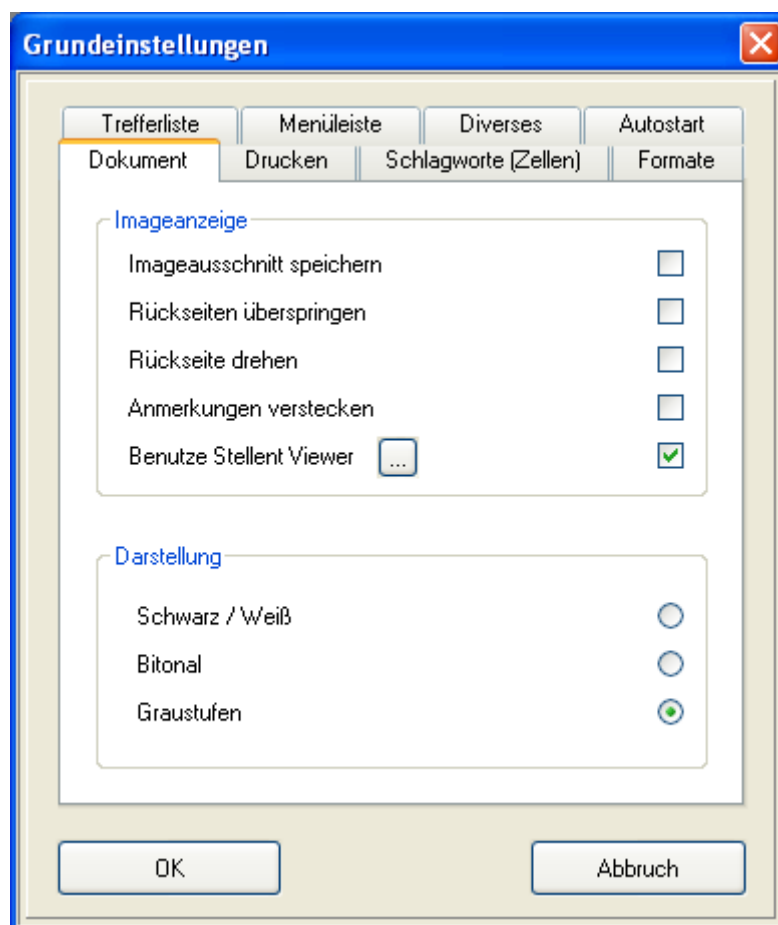 Grundeinstellungen
Trefferliste Menüleiste Diverses Autostart
Dokument Drucken Schlagworte (Zellen) Formate
Imageanzeige
Imageausschnitt speichern
Rückseiten überspringen
Rückseite drehen
Anmerkungen verstecken
Benutze Stellent Viewer ...
Darstellung
Schwarz / Weiß
Bitonal
Graustufen
OK Abbruch